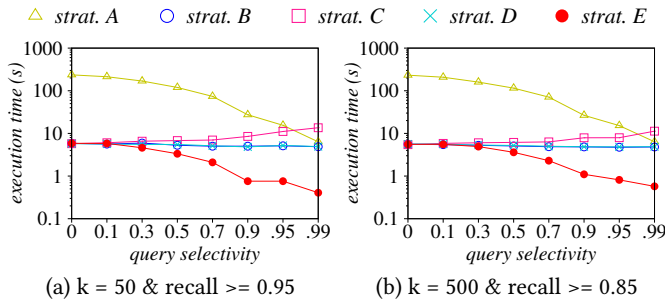 strat. A strat. B strat. C strat. D strat. E
execution time (s)
1000
100
10
1
0.1
0 0.1 0.3 0.5 0.7 0.9 .95 .99
query selectivity
(a) k = 50 & recall >= 0.95
execution time (s)
1000
100
10
1
0.1
0 0.1 0.3 0.5 0.7 0.9 .95 .99
query selectivity
(b) k = 500 & recall >= 0.85